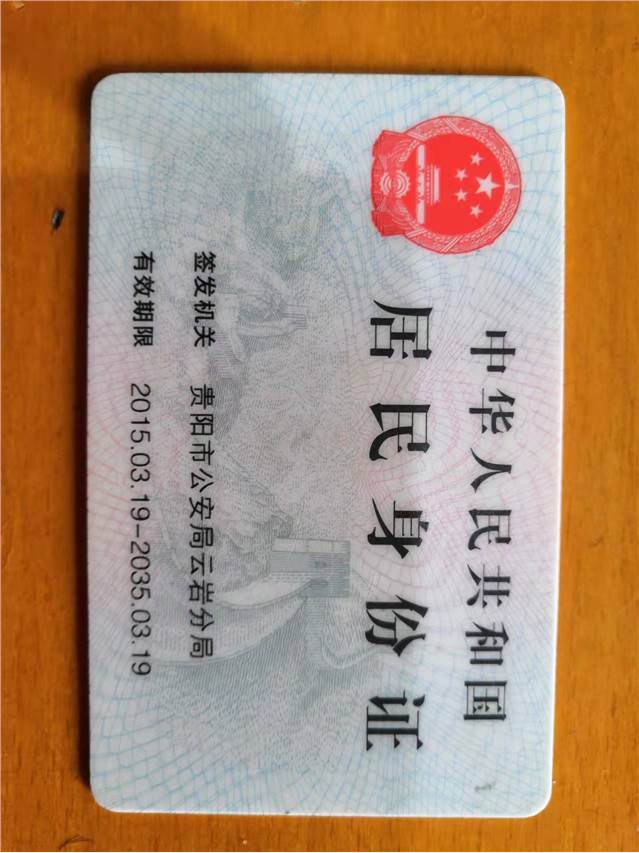 中华人民共和国
居民身份证
签发机关 贵阳市公安局云岩分局
有效期限 2015.03.19-2035.03.19